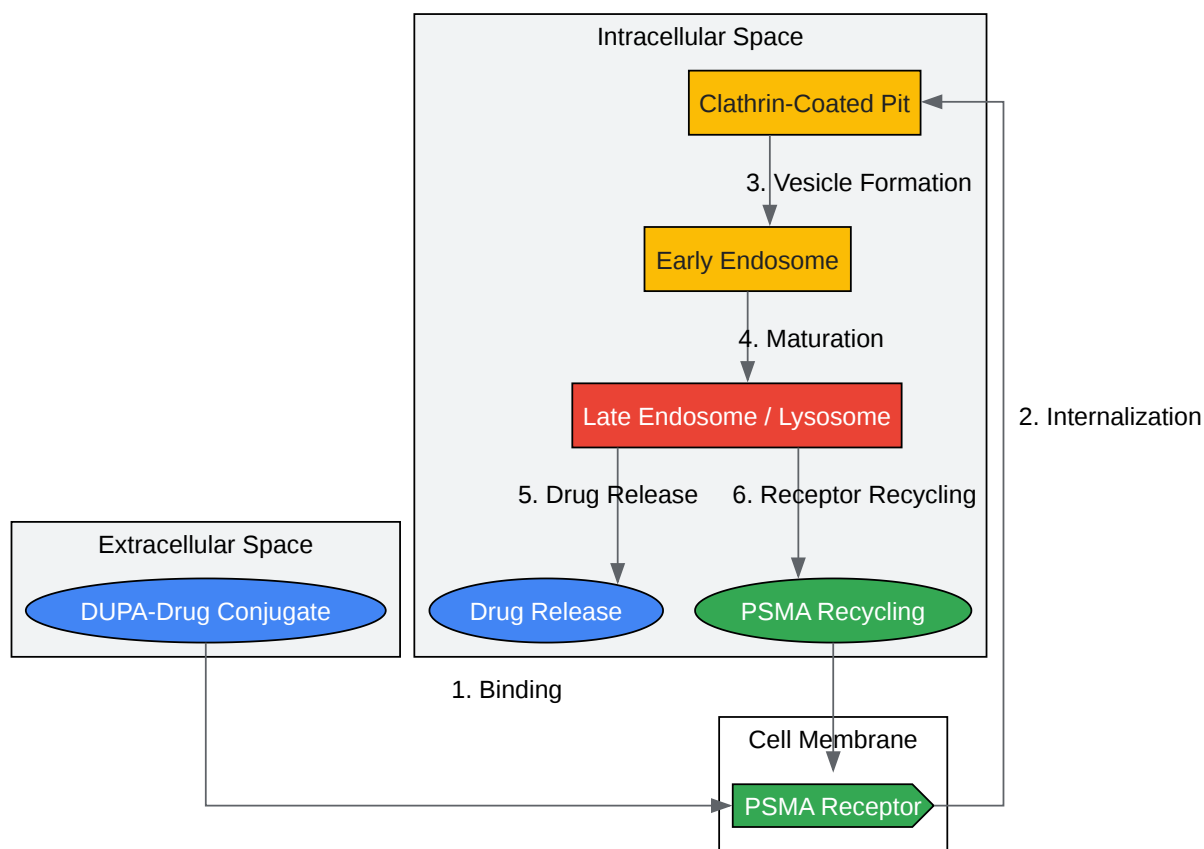 Intracellular Space
Clathrin-Coated Pit
3. Vesicle Formation
Early Endosome
4. Maturation
Late Endosome / Lysosome
2. Internalization
5. Drug Release
6. Receptor Recycling
Extracellular Space
DUPA-Drug Conjugate
Drug Release
PSMA Recycling
1. Binding
Cell Membrane
PSMA Receptor